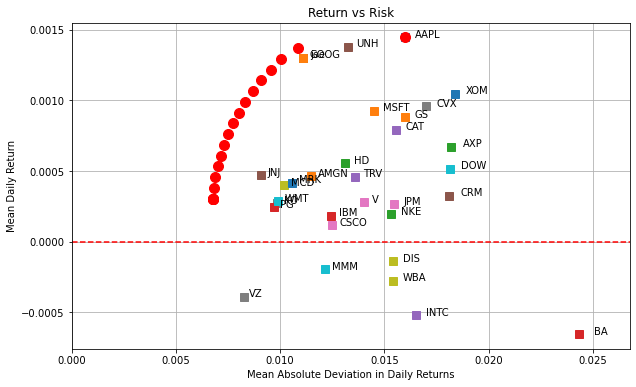 Return vs Risk
0.0015
0.0010
0.0005
0.0000
−0.0005
Mean Daily Return
AAPL
UNH
GOOG
XOM
CVX
MSFT
GS
CAT
AXP
HD
DOW
JNJ
AMGN
TRV
MRK
MCD
CRM
WMT
PG
V
JPM
NKE
IBM
CSCO
DIS
MMM
WBA
VZ
INTC
BA
0.000
0.005
0.010
0.015
0.020
0.025
Mean Absolute Deviation in Daily Returns